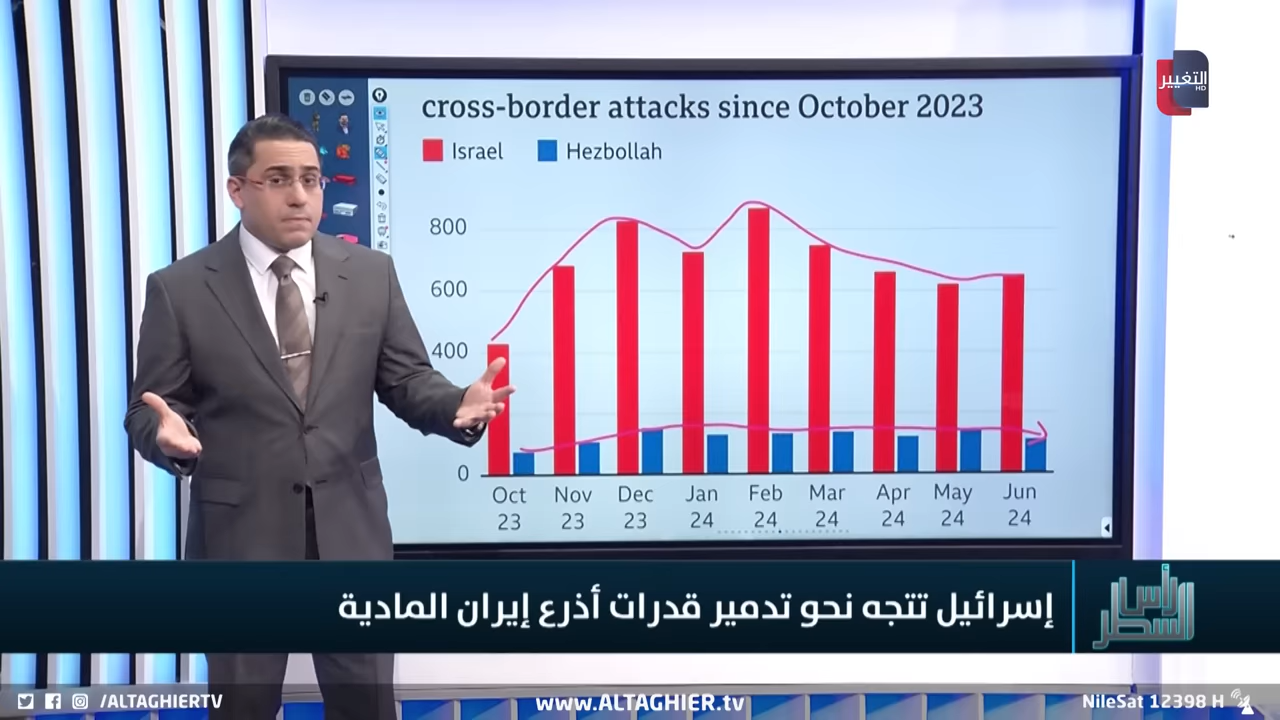 التغيير
HD
cross-border attacks since October 2023
Israel
Hezbollah
800
600
400
0
Oct 23
Nov 23
Dec 23
Jan 24
Feb 24
Mar 24
Apr 24
May 24
Jun 24
إسرائيل تتجه نحو تدمير قدرات أذرع إيران المادية
رأس
السطر
/ALTAGHIERTV
www.ALTAGHIER.tv
NileSat 12398 H